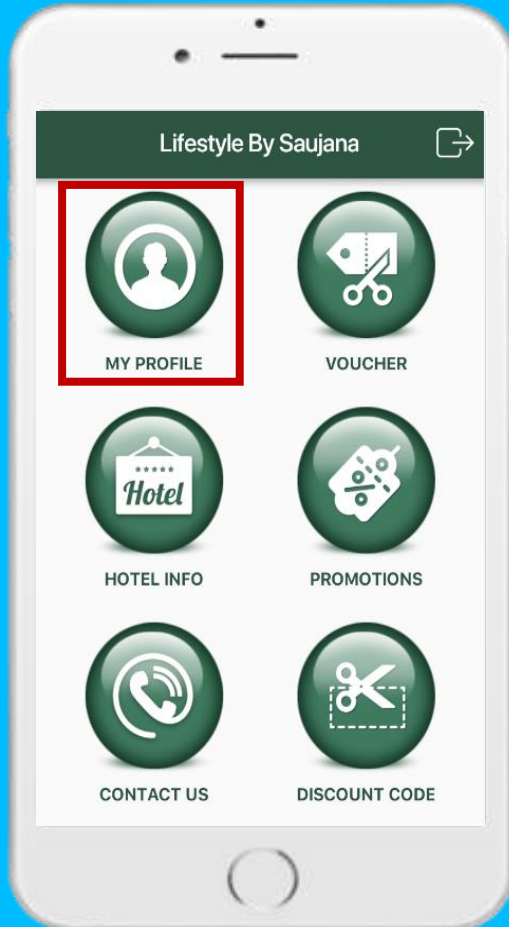 Lifestyle By Saujana
MY PROFILE
VOUCHER
Hotel
HOTEL INFO
PROMOTIONS
CONTACT US
DISCOUNT CODE